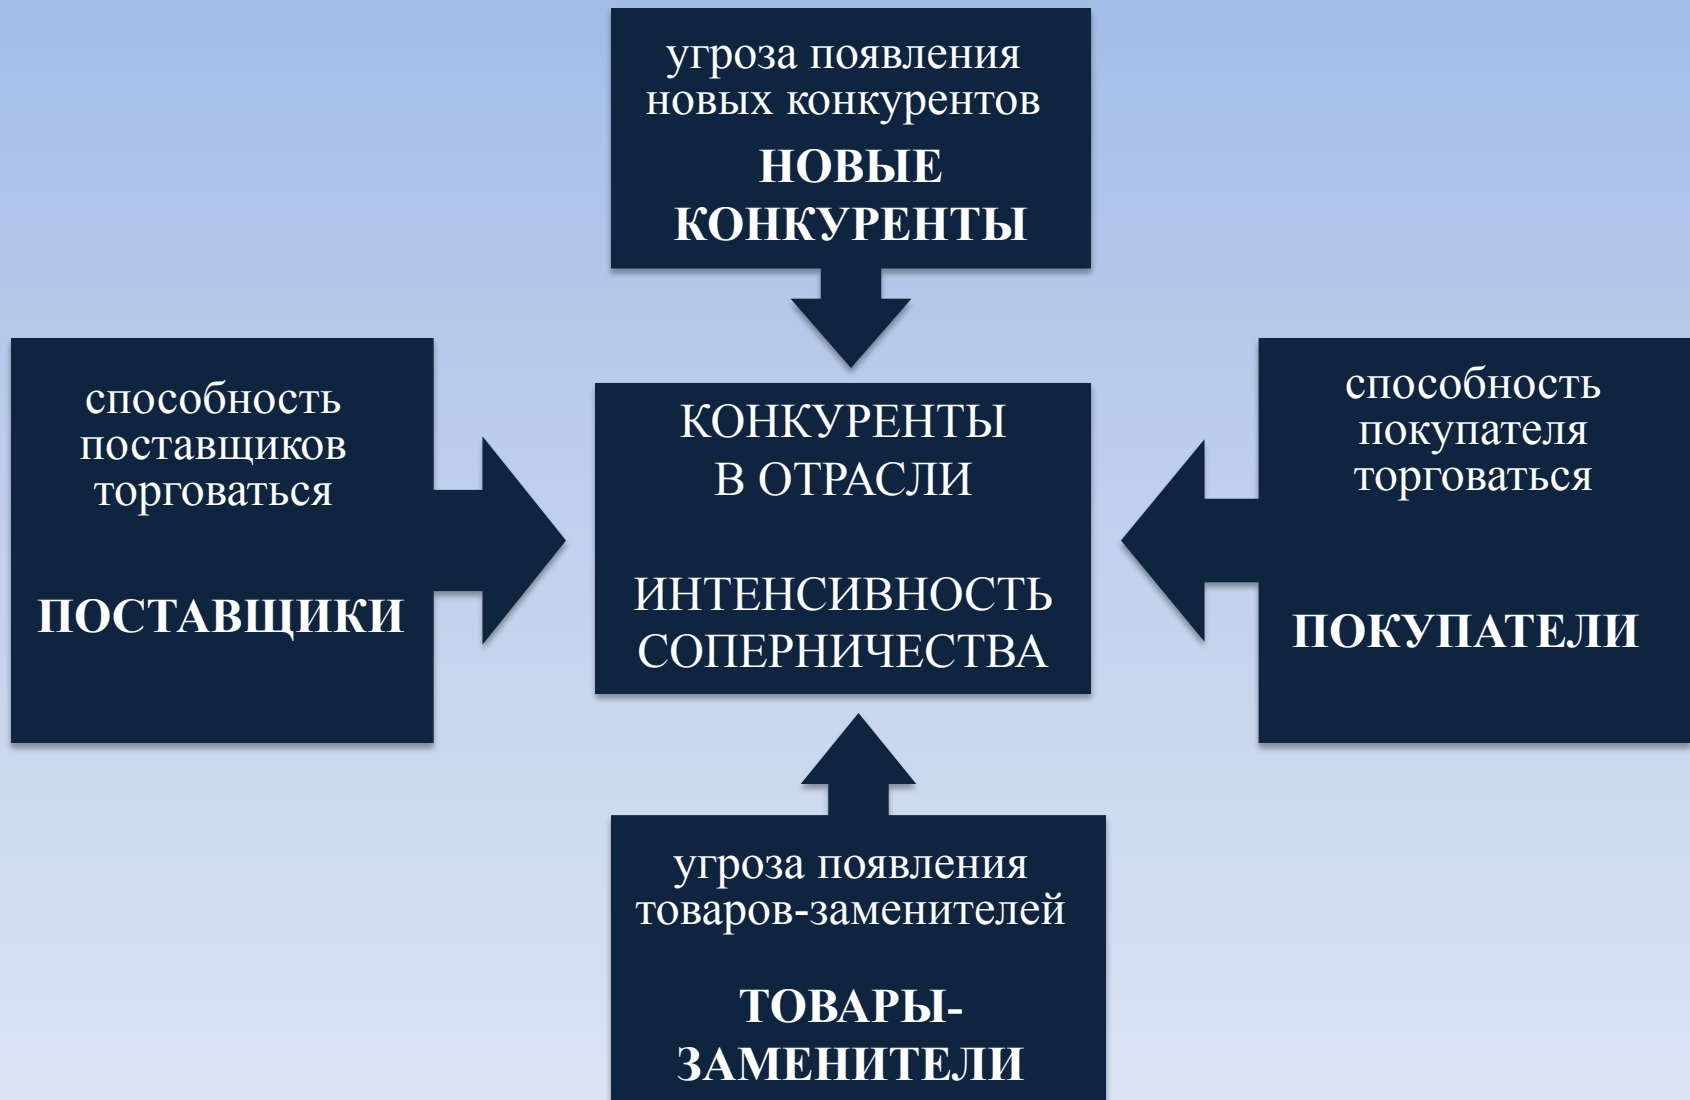 угроза появления
новых конкурентов
НОВЫЕ
КОНКУРЕНТЫ
способность
поставщиков
торговаться
ПОСТАВЩИКИ
КОНКУРЕНТЫ
В ОТРАСЛИ
ИНТЕНСИВНОСТЬ
СОПЕРНИЧЕСТВА
способность
покупателя
торговаться
ПОКУПАТЕЛИ
угроза появления
товаров-заменителей
ТОВАРЫ-
ЗАМЕНИТЕЛИ